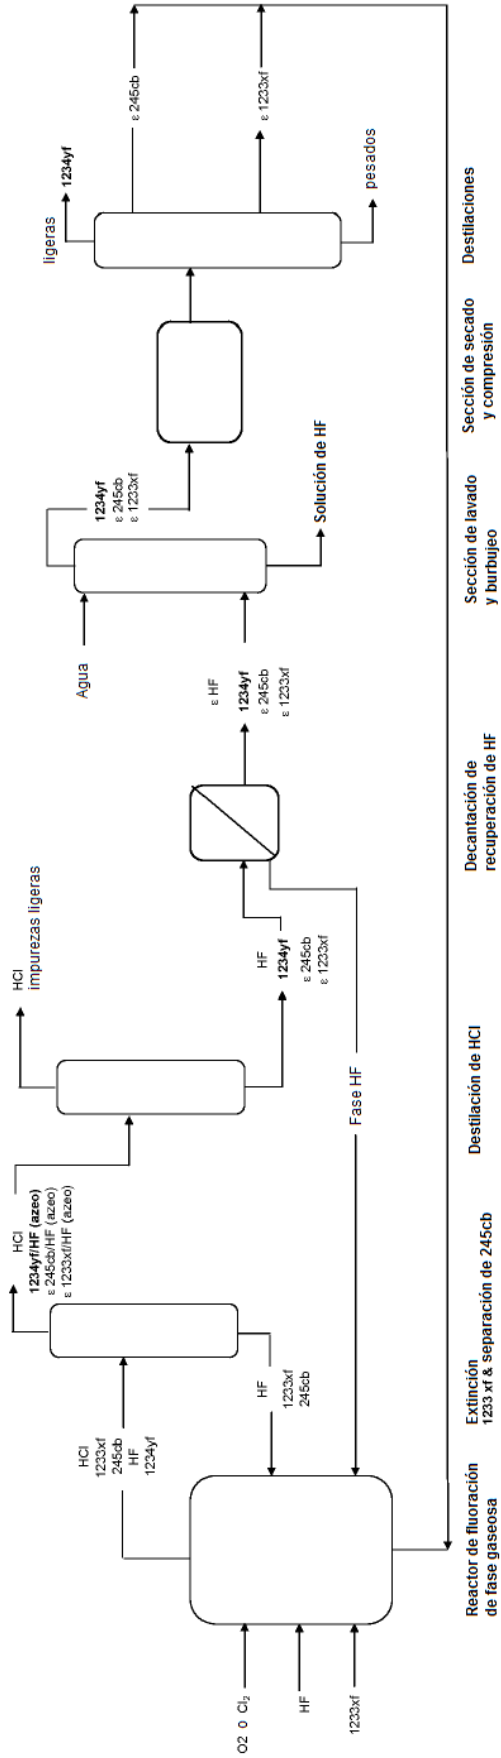 O2 0 Cl2
HF
1233xf
HCl
1233xf
245cb
HF
1234yf
HF
1233xf
245cb
HCl
1234yf/HF (azeo)
ε 245cb/HF (azeo)
ε 1233xf/HF (azeo)
HCl
impurezas ligeras
HF
1234yf
ε 245cb
ε 1233xf
Fase HF
ε HF
1234yf
ε 245cb
ε 1233xf
Agua
1234yf
ε 245cb
ε 1233xf
Solución de HF
ligeras
1234yf
ε 245cb
ε 1233xf
pesados
Reactor de fluoración
de fase gaseosa
Extinción
1233 xf & separación de 245cb
Destilación de HCl
Decantación de
recuperación de HF
Sección de lavado
y burbujeo
Sección de secado
y compresión
Destilaciones